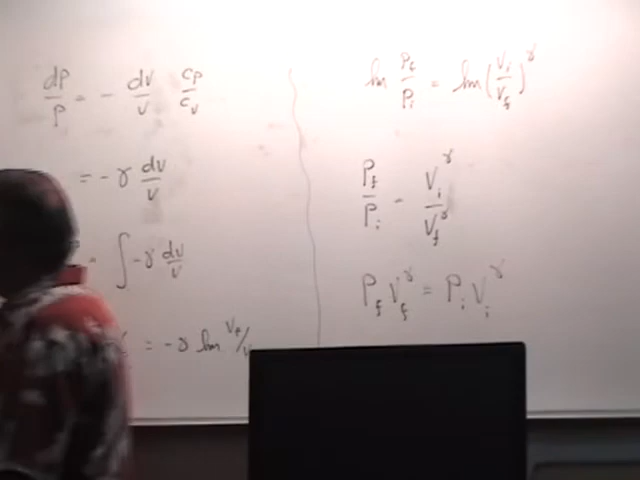 dP/P = - dV/V CP/CV
= -γ dV/V
= ∫ -γ dV/V
= -γ ln Vf/
ln Pf/Pi = ln(Vi/Vf)^γ
Pf/Pi - Vi^γ/Vf^γ
Pf Vf^γ = Pi Vi^γ